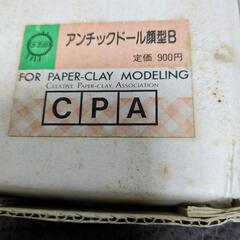 アンチックドール顔型B
定価 900円
FOR PAPER-CLAY MODELING
CREATIVE PAPER-CLAY ASSOCIATION
CPA